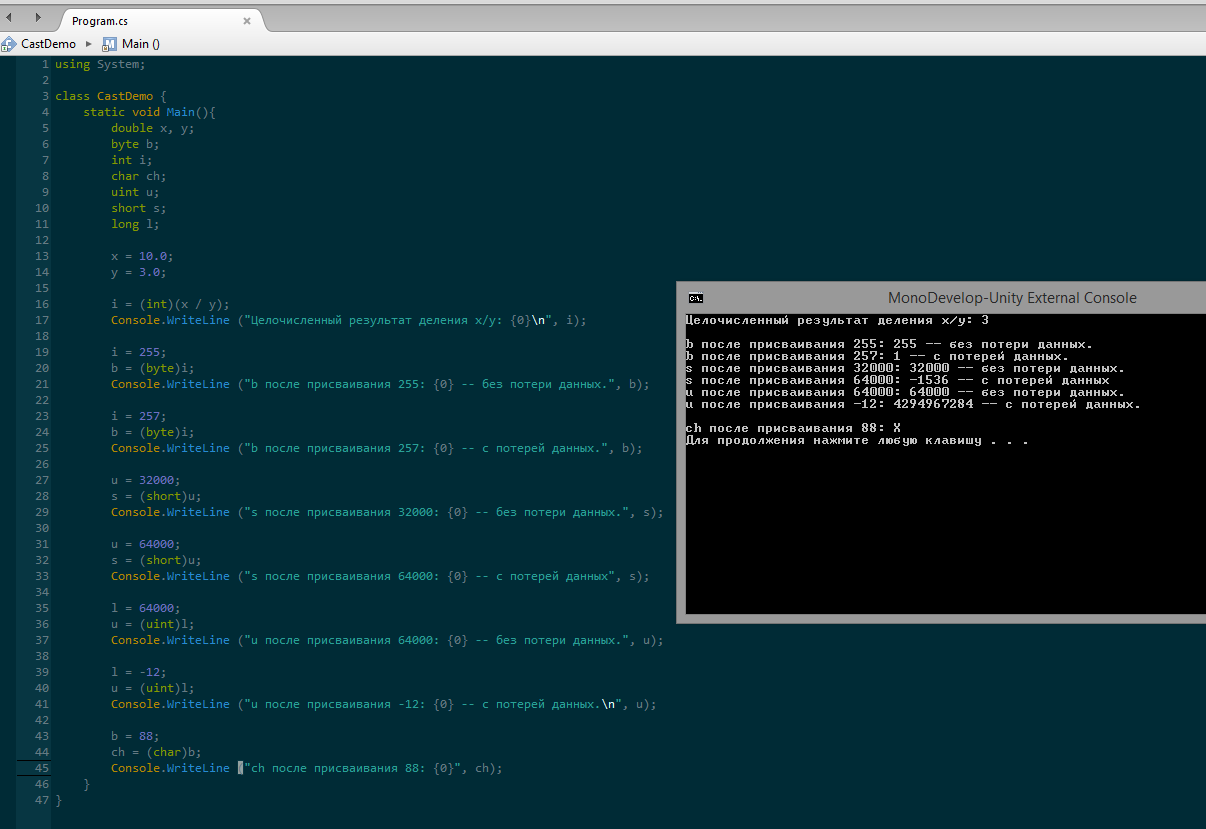 Program.cs
CastDemo Main ()
1 using System;
2
3 class CastDemo {
4 static void Main(){
5 double x, y;
6 byte b;
7 int i;
8 char ch;
9 uint u;
10 short s;
11 long l;
12
13 x = 10.0;
14 y = 3.0;
15
16 i = (int)(x / y);
17 Console.WriteLine ("Целочисленный результат деления x/y: {0}\n", i);
18
19 i = 255;
20 b = (byte)i;
21 Console.WriteLine ("b после присваивания 255: {0} -- без потери данных.", b);
22
23 i = 257;
24 b = (byte)i;
25 Console.WriteLine ("b после присваивания 257: {0} -- с потерей данных.", b);
26
27 u = 32000;
28 s = (short)u;
29 Console.WriteLine ("s после присваивания 32000: {0} -- без потери данных.", s);
30
31 u = 64000;
32 s = (short)u;
33 Console.WriteLine ("s после присваивания 64000: {0} -- с потерей данных", s);
34
35 l = 64000;
36 u = (uint)l;
37 Console.WriteLine ("u после присваивания 64000: {0} -- без потери данных.", u);
38
39 l = -12;
40 u = (uint)l;
41 Console.WriteLine ("u после присваивания -12: {0} -- с потерей данных.\n", u);
42
43 b = 88;
44 ch = (char)b;
45 Console.WriteLine ("ch после присваивания 88: {0}", ch);
46 }
47 }
C:\.
MonoDevelop-Unity External Console
Целочисленный результат деления x/y: 3
b после присваивания 255: 255 -- без потери данных.
b после присваивания 257: 1 -- с потерей данных.
s после присваивания 32000: 32000 -- без потери данных.
s после присваивания 64000: -1536 -- с потерей данных
u после присваивания 64000: 64000 -- без потери данных.
u после присваивания -12: 4294967284 -- с потерей данных.
ch после присваивания 88: X
Для продолжения нажмите любую клавишу . . .